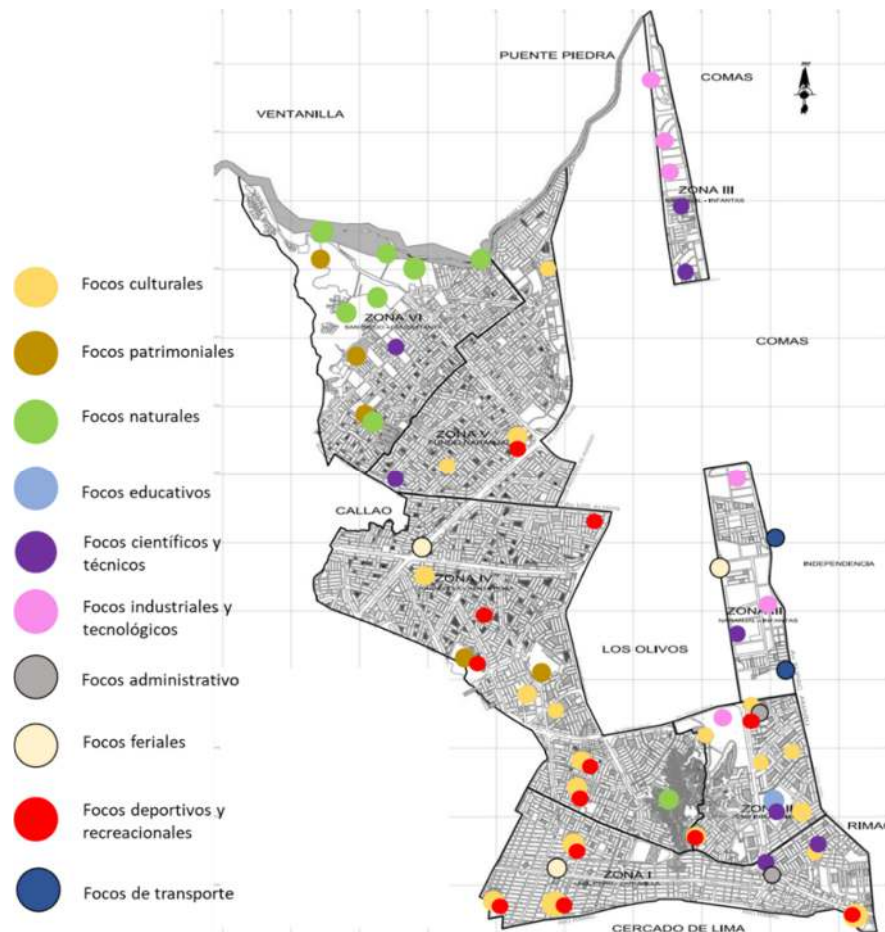 PUENTE PIEDRA
COMAS
VENTANILLA
ZONA III
Focos culturales
ZONA VI
Focos patrimoniales
COMAS
Focos naturales
ZONA V
Focos educativos
CALLAO
Focos científicos y
técnicos
INDEPENDENCIA
ZONA IV
Focos industriales y
tecnológicos
ZONA III
LOS OLIVOS
Focos administrativo
Focos feriales
Focos deportivos y
recreacionales
ZONA II
RIMAC
ZONA I
Focos de transporte
CERCADO DE LIMA